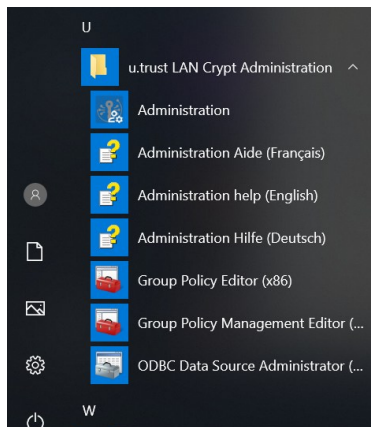 U
u.trust LAN Crypt Administration
Administration
Administration Aide (Français)
Administration help (English)
Administration Hilfe (Deutsch)
Group Policy Editor (x86)
Group Policy Management Editor (...
ODBC Data Source Administrator (...
W